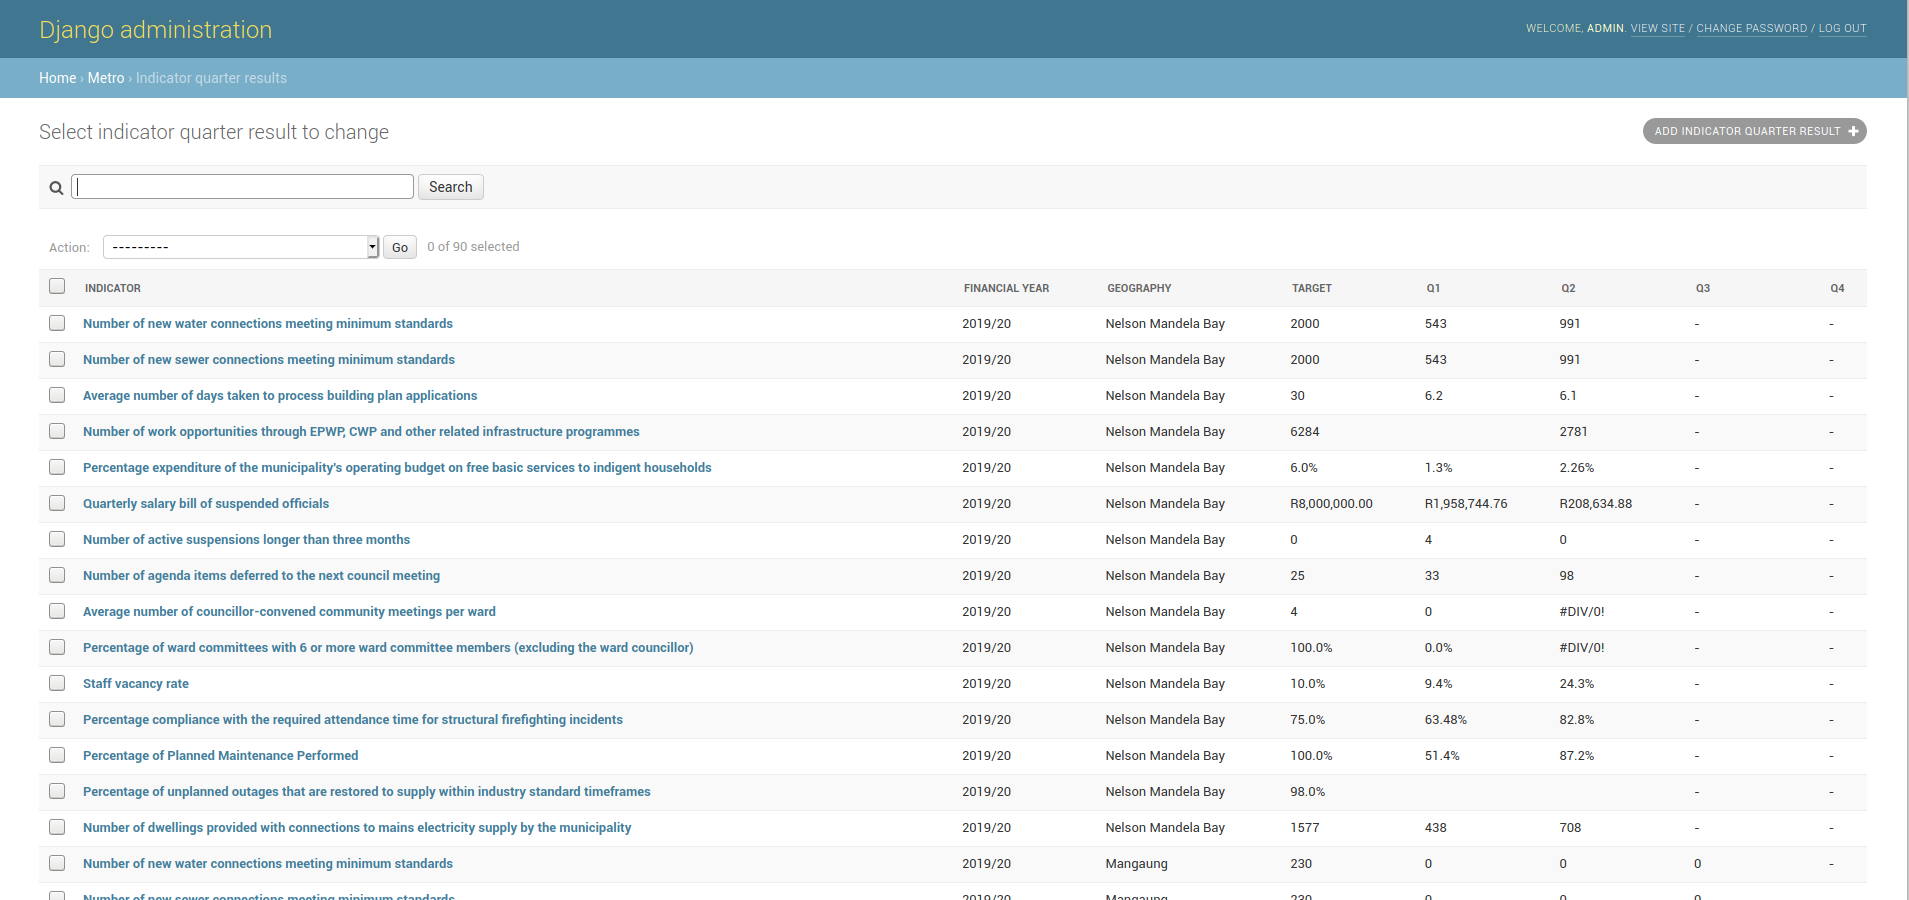 Django administration
WELCOME, ADMIN. VIEW SITE / CHANGE PASSWORD / LOG OUT
Home › Metro › Indicator quarter results
Select indicator quarter result to change
ADD INDICATOR QUARTER RESULT +
Search
Action: --------- Go 0 of 90 selected
INDICATOR FINANCIAL YEAR GEOGRAPHY TARGET Q1 Q2 Q3 Q4
Number of new water connections meeting minimum standards 2019/20 Nelson Mandela Bay 2000 543 991 - -
Number of new sewer connections meeting minimum standards 2019/20 Nelson Mandela Bay 2000 543 991 - -
Average number of days taken to process building plan applications 2019/20 Nelson Mandela Bay 30 6.2 6.1 - -
Number of work opportunities through EPWP, CWP and other related infrastructure programmes 2019/20 Nelson Mandela Bay 6284 2781 - -
Percentage expenditure of the municipality's operating budget on free basic services to indigent households 2019/20 Nelson Mandela Bay 6.0% 1.3% 2.26% - -
Quarterly salary bill of suspended officials 2019/20 Nelson Mandela Bay R8,000,000.00 R1,958,744.76 R208,634.88 - -
Number of active suspensions longer than three months 2019/20 Nelson Mandela Bay 0 4 0 - -
Number of agenda items deferred to the next council meeting 2019/20 Nelson Mandela Bay 25 33 98 - -
Average number of councillor-convened community meetings per ward 2019/20 Nelson Mandela Bay 4 0 #DIV/0! - -
Percentage of ward committees with 6 or more ward committee members (excluding the ward councillor) 2019/20 Nelson Mandela Bay 100.0% 0.0% #DIV/0! - -
Staff vacancy rate 2019/20 Nelson Mandela Bay 10.0% 9.4% 24.3% - -
Percentage compliance with the required attendance time for structural firefighting incidents 2019/20 Nelson Mandela Bay 75.0% 63.48% 82.8% - -
Percentage of Planned Maintenance Performed 2019/20 Nelson Mandela Bay 100.0% 51.4% 87.2% - -
Percentage of unplanned outages that are restored to supply within industry standard timeframes 2019/20 Nelson Mandela Bay 98.0% - -
Number of dwellings provided with connections to mains electricity supply by the municipality 2019/20 Nelson Mandela Bay 1577 438 708 - -
Number of new water connections meeting minimum standards 2019/20 Mangaung 230 0 0 0 -
Number of new sewer connections meeting minimum standards 2019/20 Mangaung 230 0 0 0 -